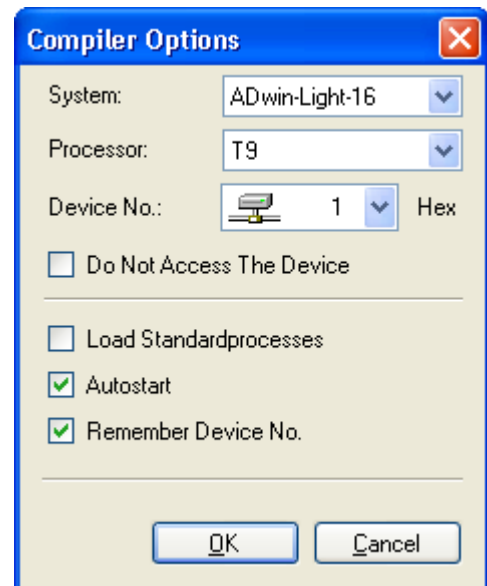 Compiler Options
System: ADwin-Light-16
Processor: T9
Device No.: 1 Hex
Do Not Access The Device
Load Standardprocesses
Autostart
Remember Device No.
OK Cancel